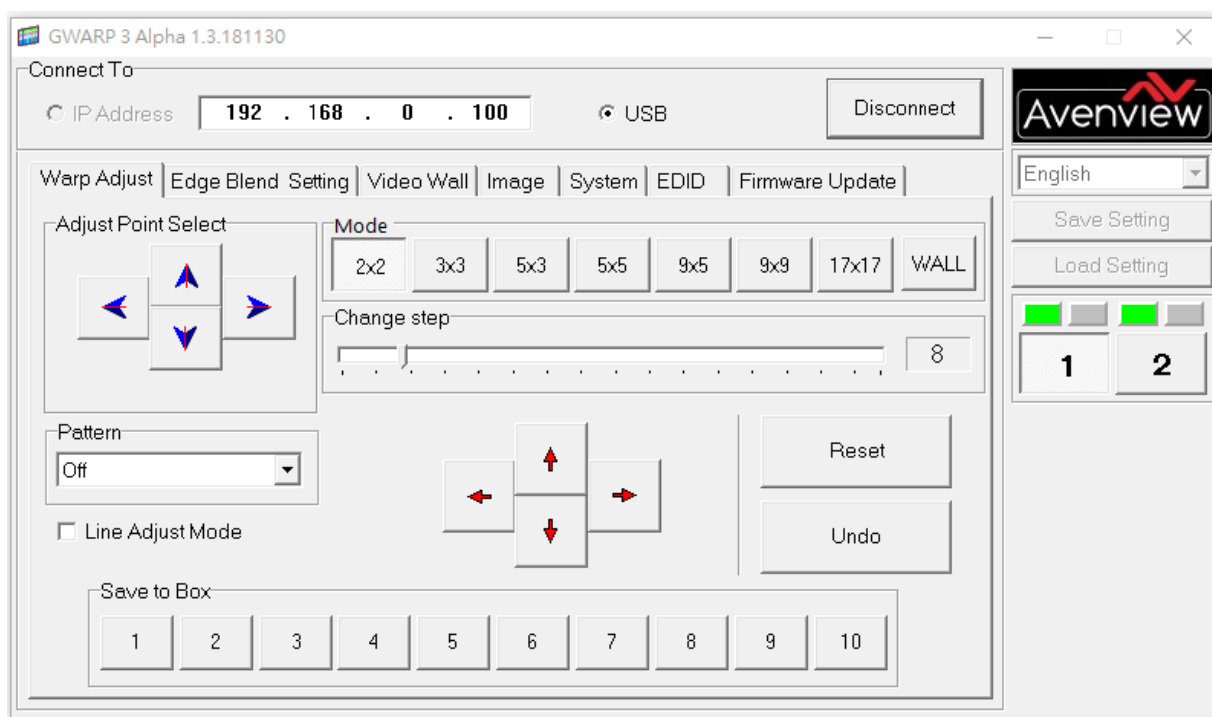 GWARP 3 Alpha 1.3.181130
Connect To
IP Address 192 . 168 . 0 . 100 USB Disconnect
Avenview
English
Save Setting
Load Setting
1 2
Warp Adjust Edge Blend Setting Video Wall Image System EDID Firmware Update
Adjust Point Select
Mode
2x2 3x3 5x3 5x5 9x5 9x9 17x17 WALL
Change step
8
Pattern
Off
Line Adjust Mode
Reset
Undo
Save to Box
1 2 3 4 5 6 7 8 9 10